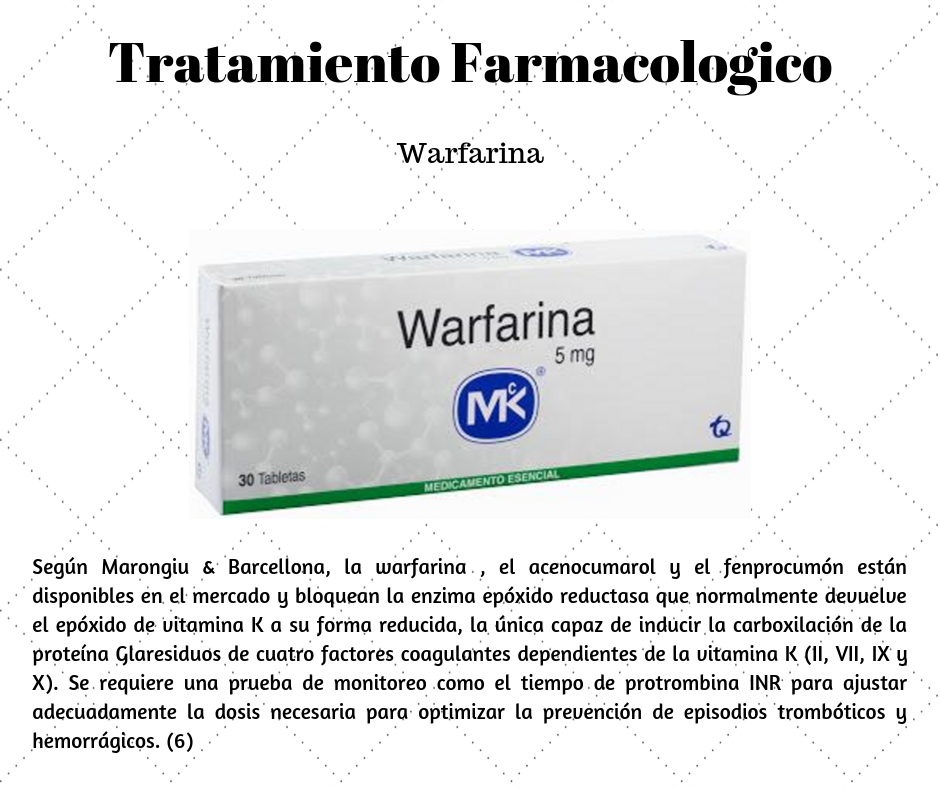 Tratamiento Farmacologico
Warfarina
Warfarina
MK
Warfarina
5 mg
MCK
®
TQ
30 Tabletas
MEDICAMENTO ESENCIAL
Según Marongiu & Barcellona, la warfarina , el acenocumarol y el fenprocumón están
disponibles en el mercado y bloquean la enzima epóxido reductasa que normalmente devuelve
el epóxido de vitamina K a su forma reducida, la única capaz de inducir la carboxilación de la
proteína Glaresiduos de cuatro factores coagulantes dependientes de la vitamina K (II, VII, IX y
X). Se requiere una prueba de monitoreo como el tiempo de protrombina INR para ajustar
adecuadamente la dosis necesaria para optimizar la prevención de episodios trombóticos y
hemorrágicos. (6)